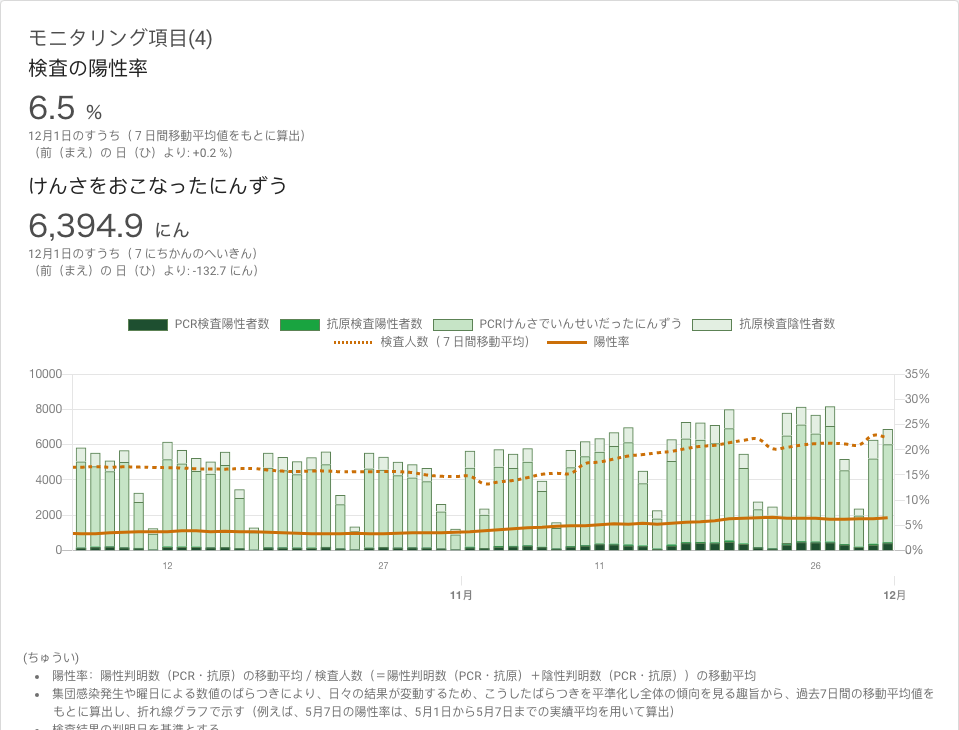 モニタリング項目(4)
検査の陽性率
6.5 %
12月1日のすうち（７日間移動平均値をもとに算出）
（前（まえ）の 日（ひ）より: +0.2 %）
けんさをおこなったにんずう
6,394.9 にん
12月1日のすうち（７にちかんのへいきん）
（前（まえ）の 日（ひ）より: -132.7 にん）
PCR検査陽性者数 抗原検査陽性者数 PCRけんさでいんせいだったにんずう 抗原検査陰性者数
検査人数（７日間移動平均） 陽性率
10000 35%
30%
8000
25%
6000 20%
4000 15%
10%
2000
5%
0 0%
12 27 11 26
11月 12月
(ちゅうい)
• 陽性率：陽性判明数（PCR・抗原）の移動平均 / 検査人数（＝陽性判明数（PCR・抗原）＋陰性判明数（PCR・抗原））の移動平均
• 集団感染発生や曜日による数値のばらつきにより、日々の結果が変動するため、こうしたばらつきを平準化し全体の傾向を見る趣旨から、過去7日間の移動平均値を
もとに算出し、折れ線グラフで示す（例えば、5月7日の陽性率は、5月1日から5月7日までの実績平均を用いて算出）
• 検査結果の判明日を基準とする